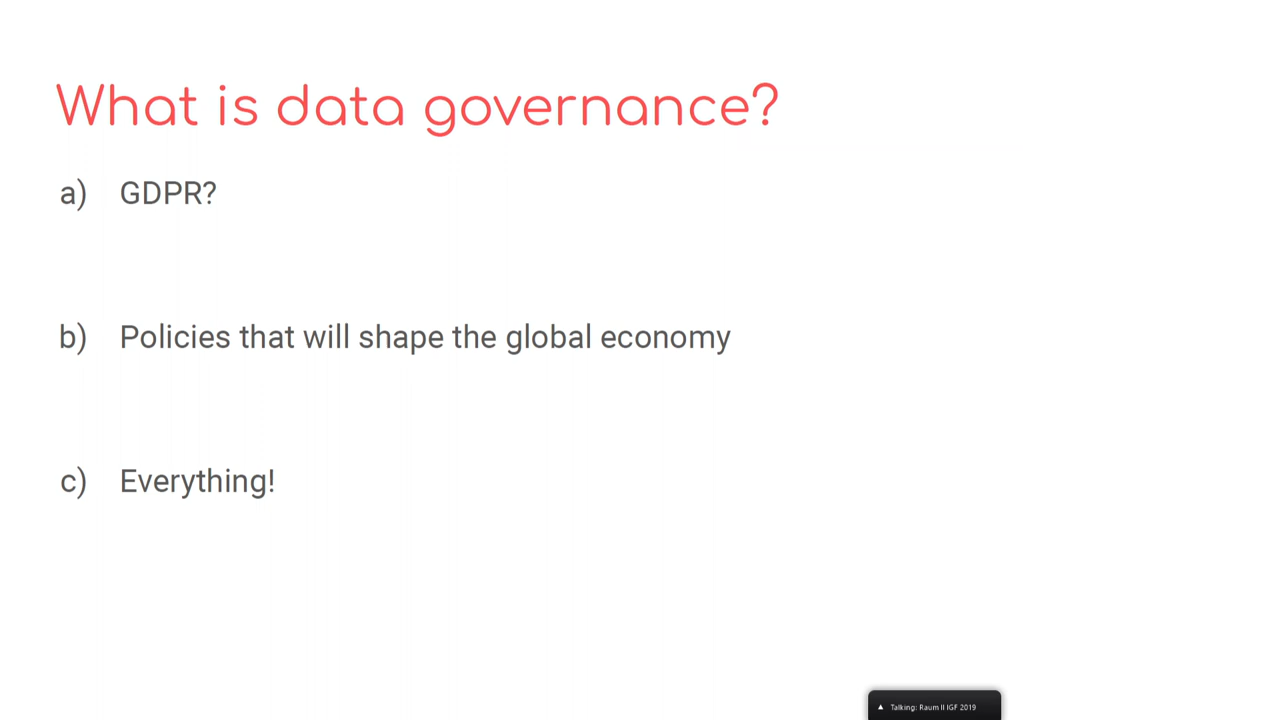 What is data governance?
a) GDPR?
b) Policies that will shape the global economy
c) Everything!
Talking: Raum II IGF 2019